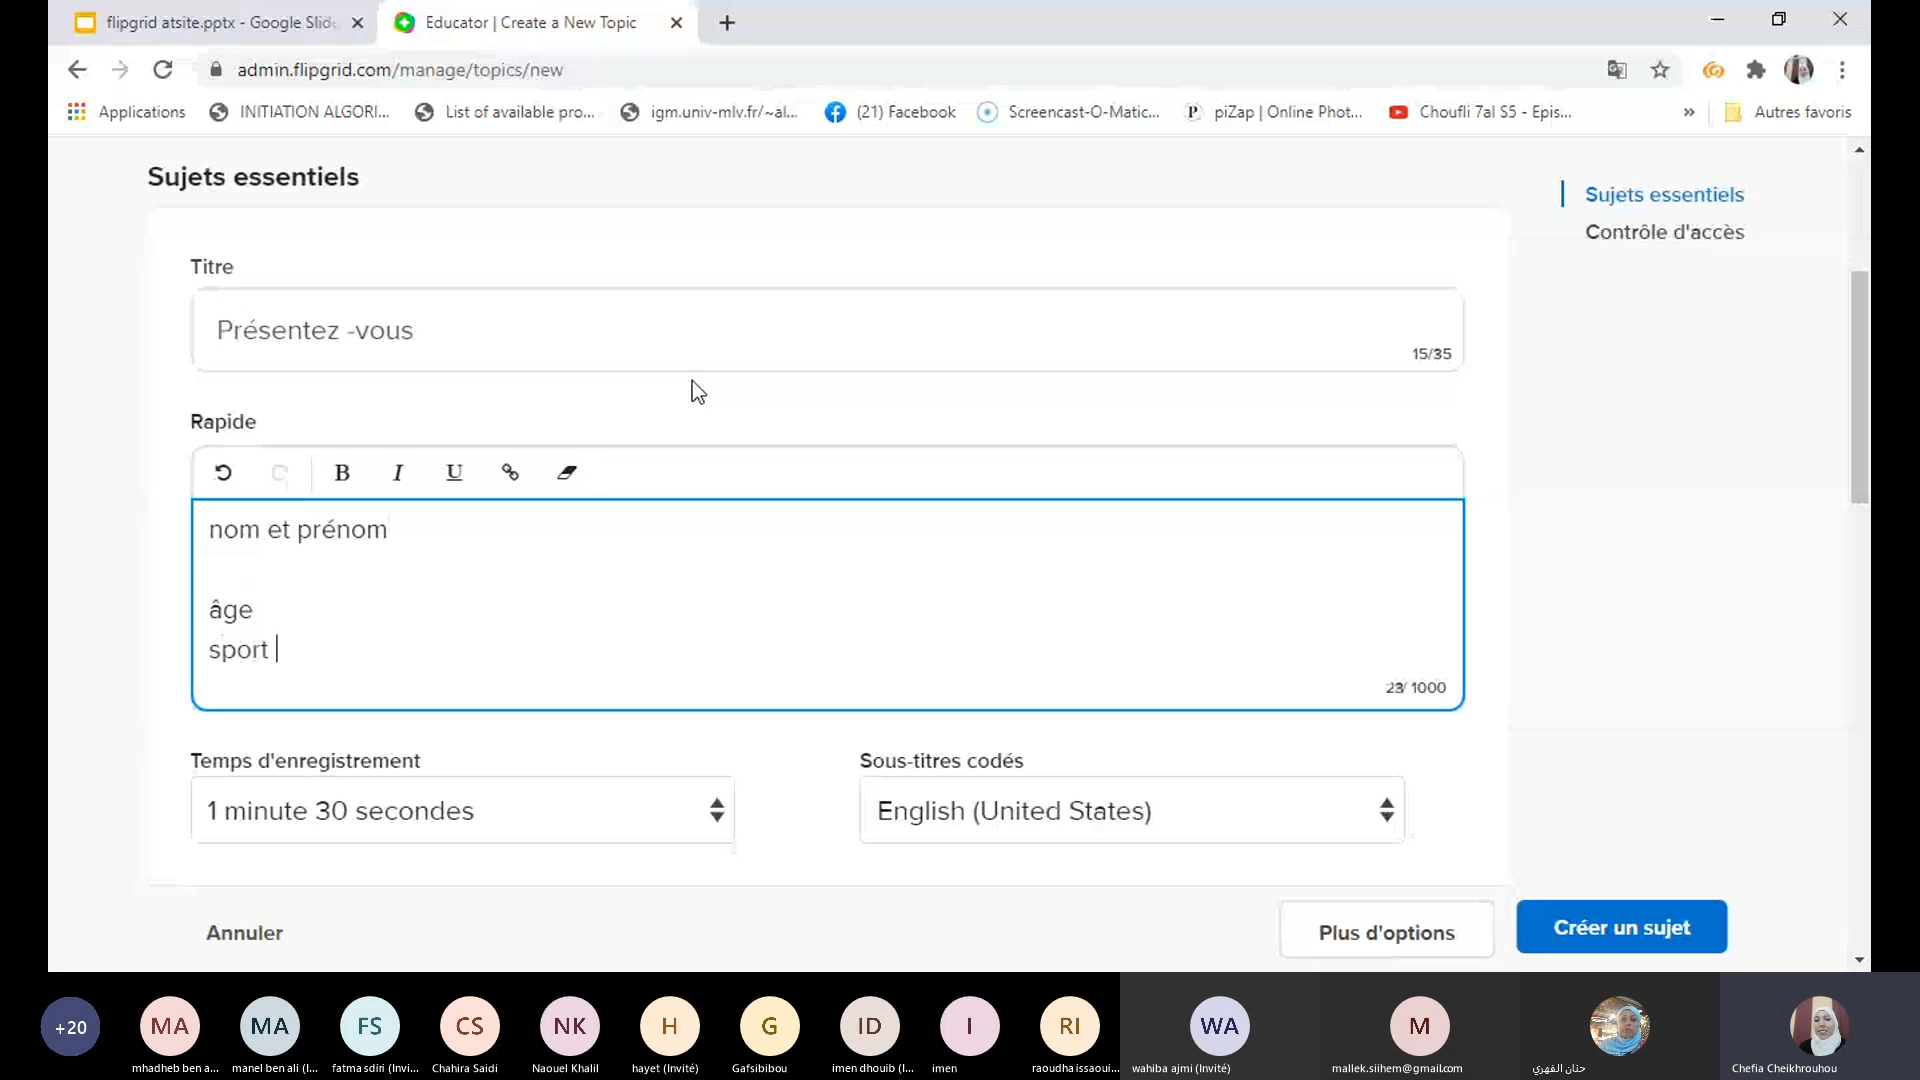 flipgrid atsite.pptx - Google Slide
Educator | Create a New Topic
admin.flipgrid.com/manage/topics/new
Applications
INITIATION ALGORI...
List of available pro...
igm.univ-mlv.fr/~al...
(21) Facebook
Screencast-O-Matic...
piZap | Online Phot...
Choufli 7al S5 - Epis...
»
Autres favoris
Sujets essentiels
Sujets essentiels
Contrôle d'accès
Titre
Présentez -vous
15/35
Rapide
B I U
nom et prénom
âge
sport
23/ 1000
Temps d'enregistrement
Sous-titres codés
1 minute 30 secondes
English (United States)
Annuler
Plus d'options
Créer un sujet
+20
MA
MA
FS
CS
NK
H
G
ID
I
RI
WA
M
mhadheb ben a...
manel ben ali (I...
fatma sdiri (Invi...
Chahira Saidi
Naouel Khalil
hayet (Invité)
Gafsibibou
imen dhouib (I...
imen
raoudha issaoui...
wahiba ajmi (Invité)
mallek.siihem@gmail.com
حنان الفهري
Chefia Cheikhrouhou